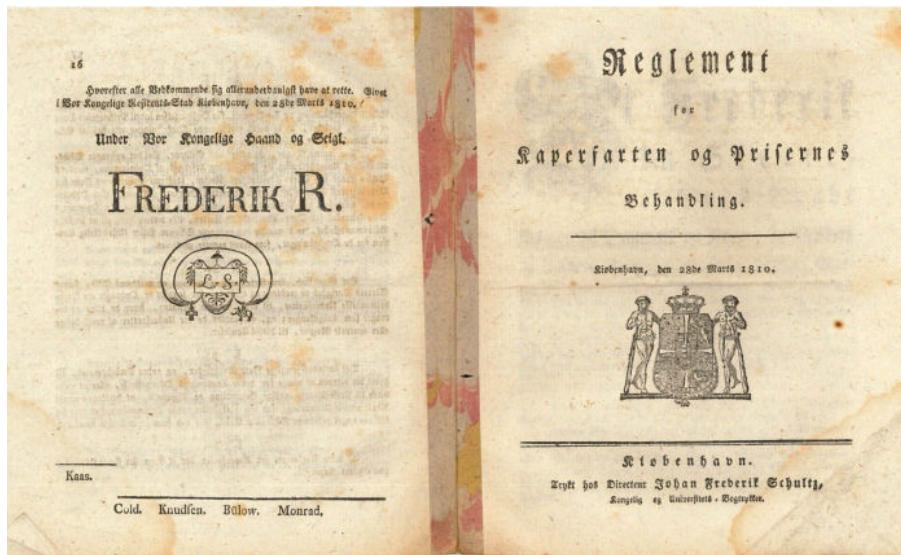 16
Hvorefter alle Vedkommende sig allerunderdanigst have at rette. Givet
i Vor Kongelige Residents-Stad Kiøbenhavn, den 28de Marts 1810.
Under Vor Kongelige Haand og Seigl.
FREDERIK R.
L. S.
Kaas.
Cold. Knudsen. Bülow. Monrad.
Reglement
for
Kaperfarten og Prisernes
Behandling.
Kiøbenhavn, den 28de Marts 1810.
Kiøbenhavn.
Trykt hos Directeur Johan Frederik Schultz,
Kongelig og Universitets-Bogtrykker.